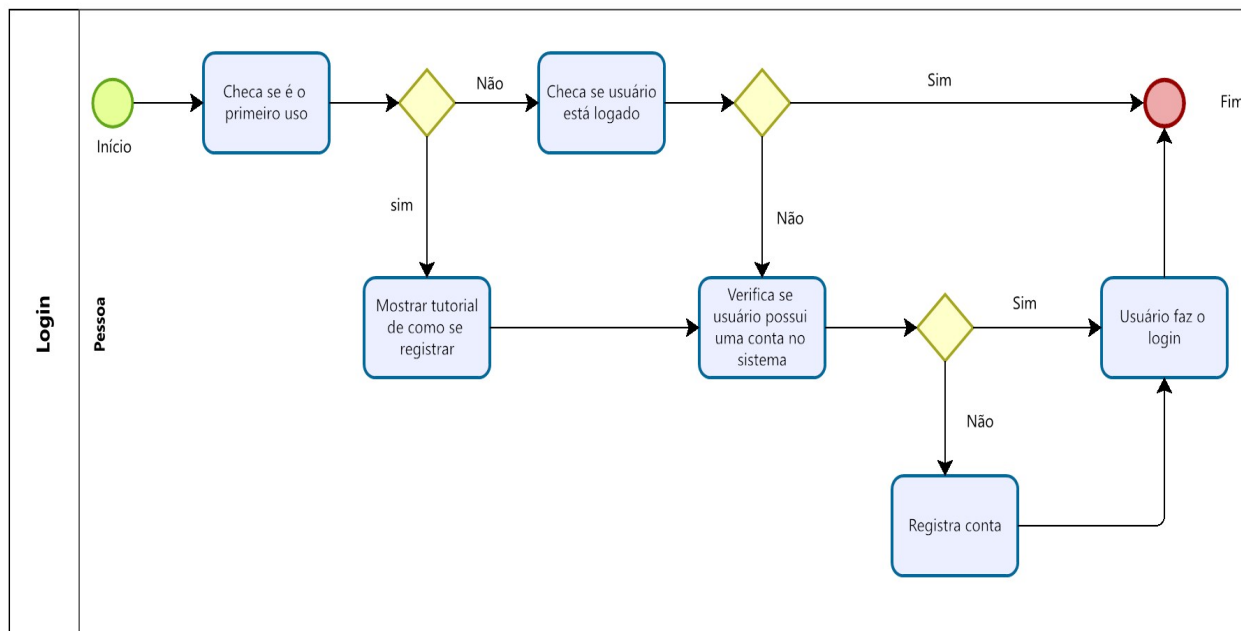 Login
Pessoa
Início
Checa se é o
primeiro uso
Não
Checa se usuário
está logado
Sim
Fim
sim
Não
Mostrar tutorial
de como se
registrar
Verifica se
usuário possui
uma conta no
sistema
Sim
Usuário faz o
login
Não
Registra conta